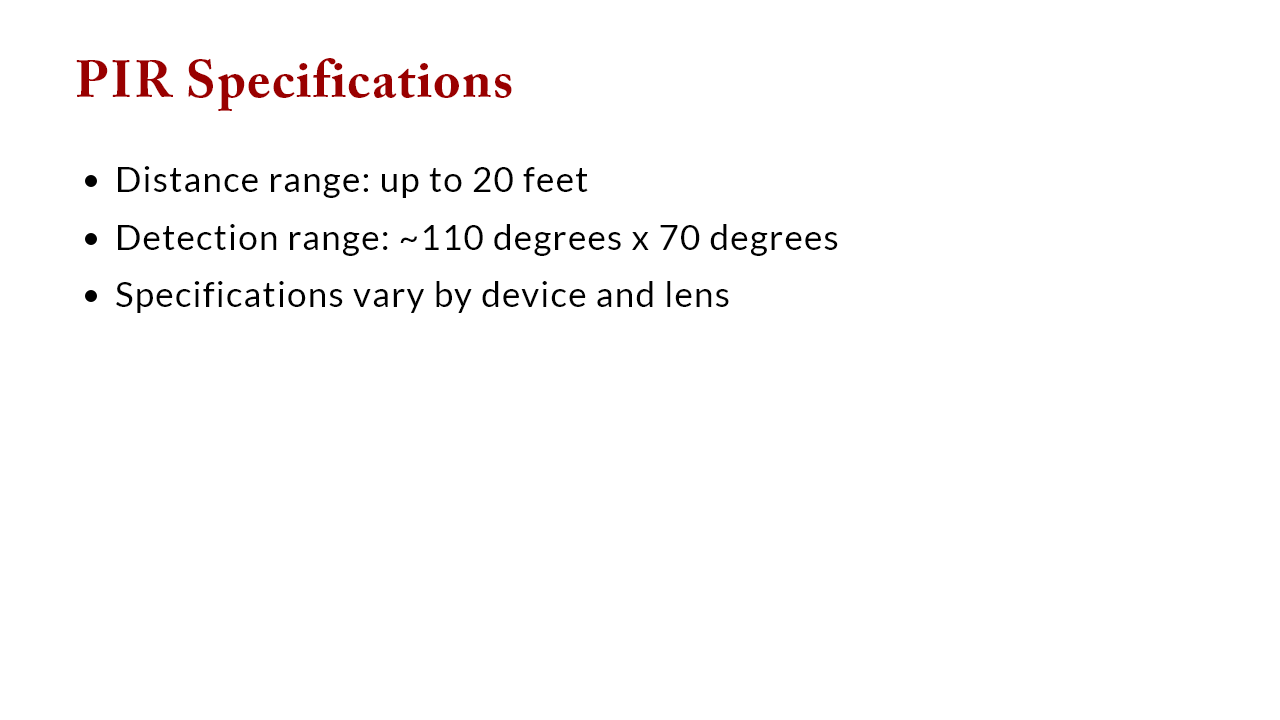 PIR Specifications
• Distance range: up to 20 feet
• Detection range: ~110 degrees x 70 degrees
• Specifications vary by device and lens